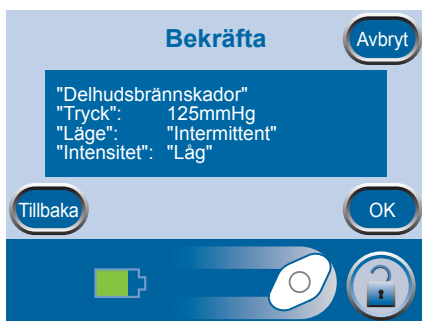 Bekräfta
Avbryt
"Delhudsbrännskador"
"Tryck": 125mmHg
"Läge": "Intermittent"
"Intensitet": "Låg"
Tillbaka
OK